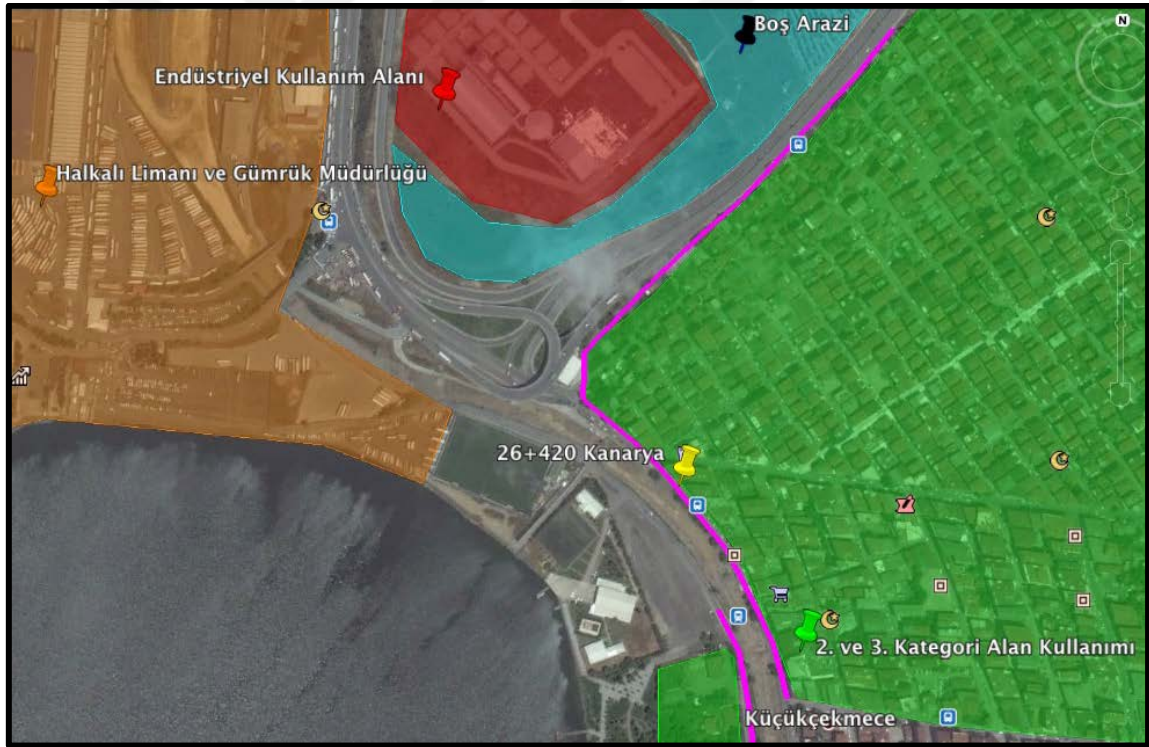 Boş Arazi
N
Endüstriyel Kullanım Alanı
Halkalı Limanı ve Gümrük Müdürlüğü
26+420 Kanarya
2. ve 3. Kategori Alan Kullanımı
Küçükçekmece